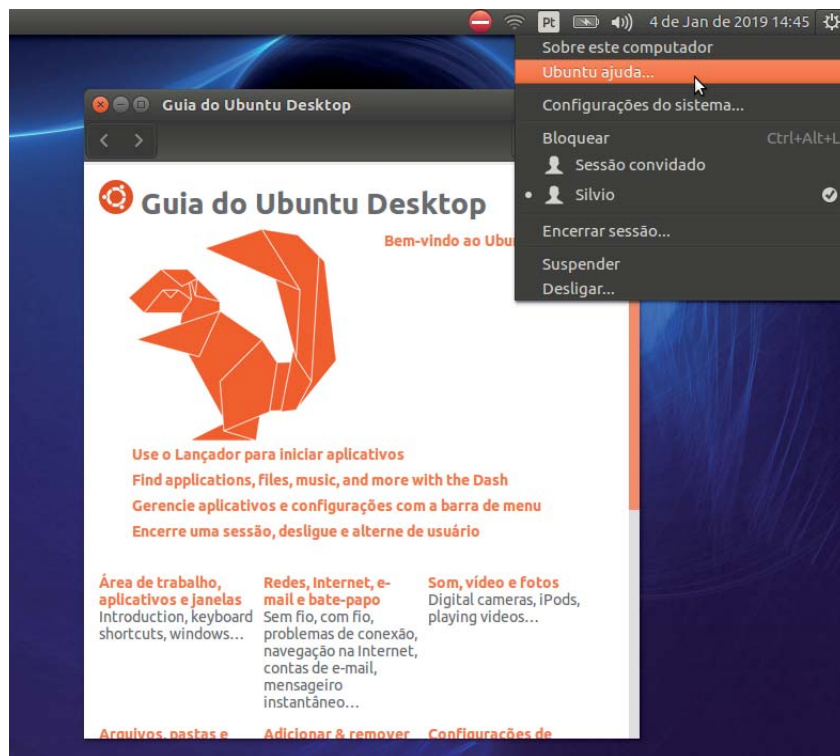 Pt 4 de Jan de 2019 14:45
Sobre este computador
Ubuntu ajuda...
Configurações do sistema...
Bloquear Ctrl+Alt+L
Sessão convidado
Silvio
Encerrar sessão...
Suspender
Desligar...
Guia do Ubuntu Desktop
Guia do Ubuntu Desktop
Bem-vindo ao Ubu
Use o Lançador para iniciar aplicativos
Find applications, files, music, and more with the Dash
Gerencie aplicativos e configurações com a barra de menu
Encerre uma sessão, desligue e alterne de usuário
Área de trabalho,
aplicativos e janelas
Introduction, keyboard
shortcuts, windows…
Redes, Internet, e-
mail e bate-papo
Sem fio, com fio,
problemas de conexão,
navegação na Internet,
contas de e-mail,
mensageiro
instantâneo…
Som, vídeo e fotos
Digital cameras, iPods,
playing videos…
Arquivos, pastas e
Adicionar & remover
Configurações de